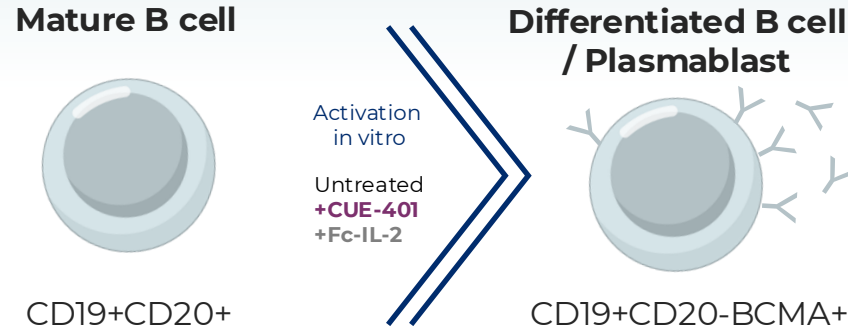 Mature B cell
Differentiated B cell
/ Plasmablast
Activation
in vitro
Untreated
+CUE-401
+Fc-IL-2
CD19+CD20+
CD19+CD20-BCMA+